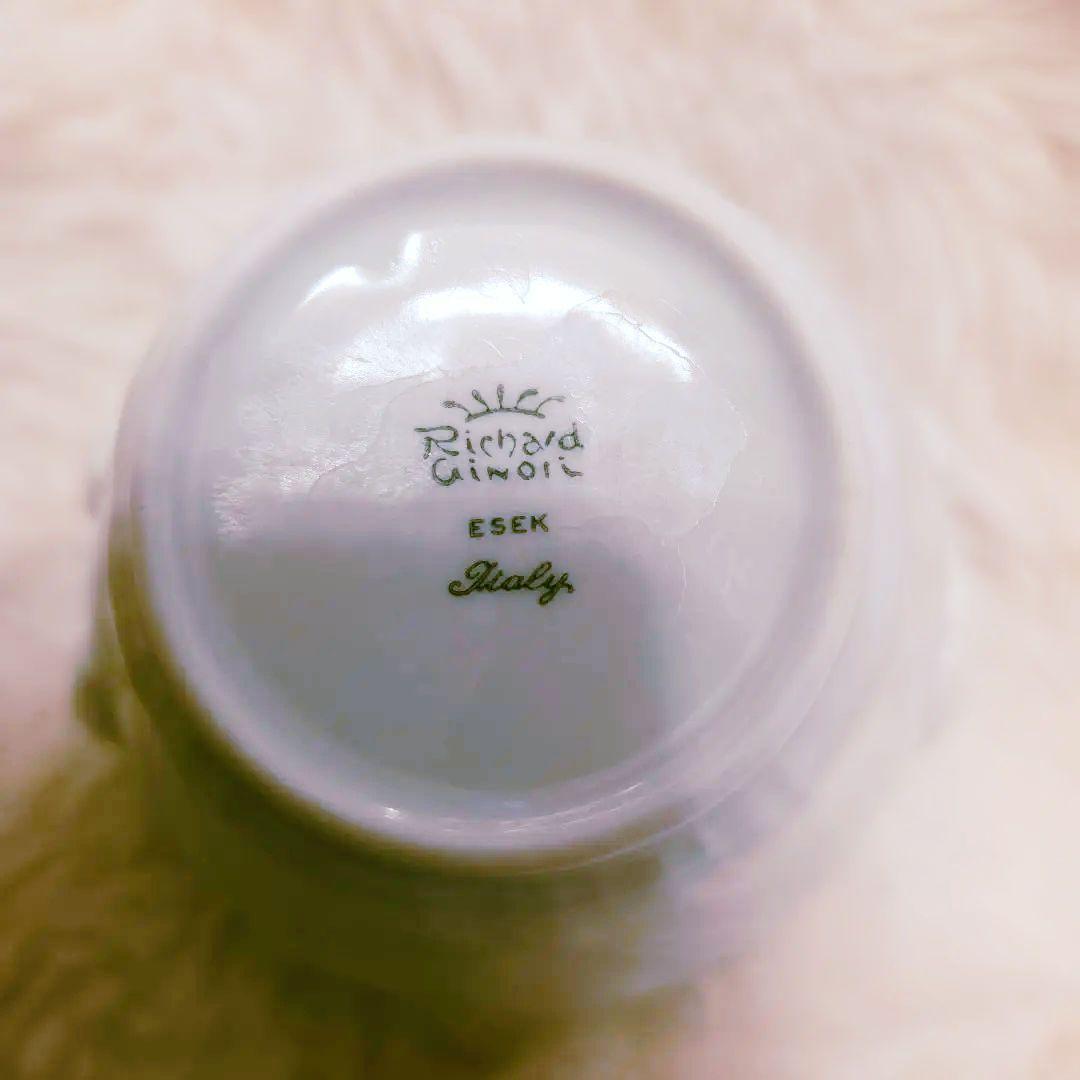 Richard
Ginori
ESEK
Italy